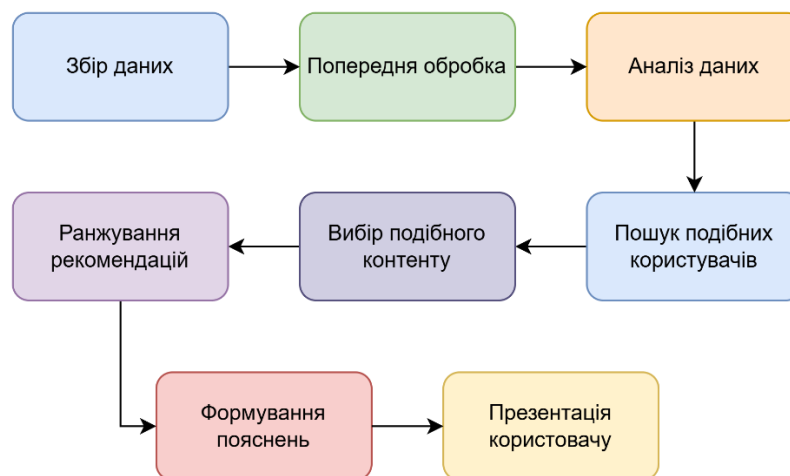 Збір даних
Попередня обробка
Аналіз даних
Пошук подібних
користувачів
Вибір подібного
контенту
Ранжування
рекомендацій
Формування
пояснень
Презентація
користовачу